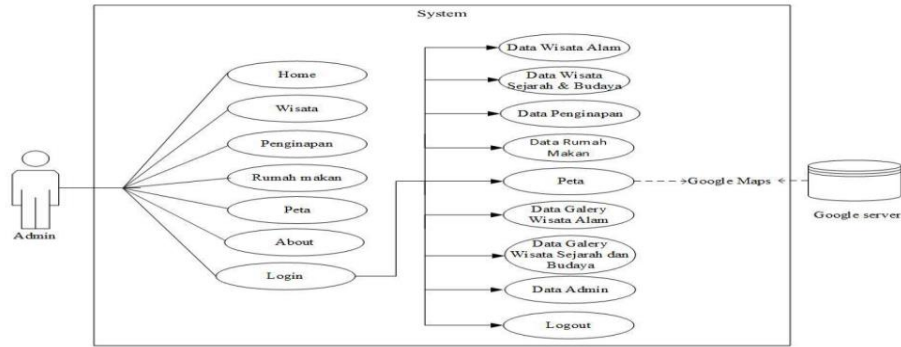 System
Home
Wisata
Penginapan
Rumah makan
Peta
About
Login
Admin
Data Wisata Alam
Data Wisata
Sejarah & Budaya
Data Penginapan
Data Rumah
Makan
Peta
Data Galery
Wisata Alam
Data Galery
Wisata Sejarah dan
Budaya
Data Admin
Logout
Google Maps
Google server